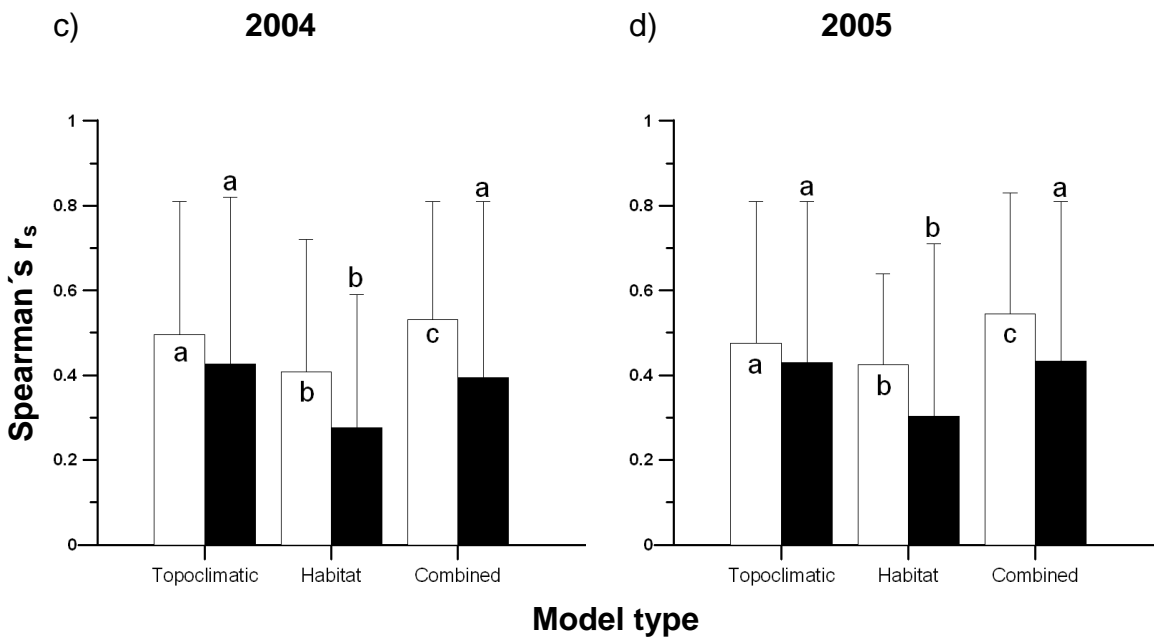 c) 2004
d) 2005
Spearman´s rs
1
0.8
0.6
0.4
0.2
0
a
a
b
b
c
a
Topoclimatic Habitat Combined
1
0.8
0.6
0.4
0.2
0
a
a
b
b
c
a
Topoclimatic Habitat Combined
Model type